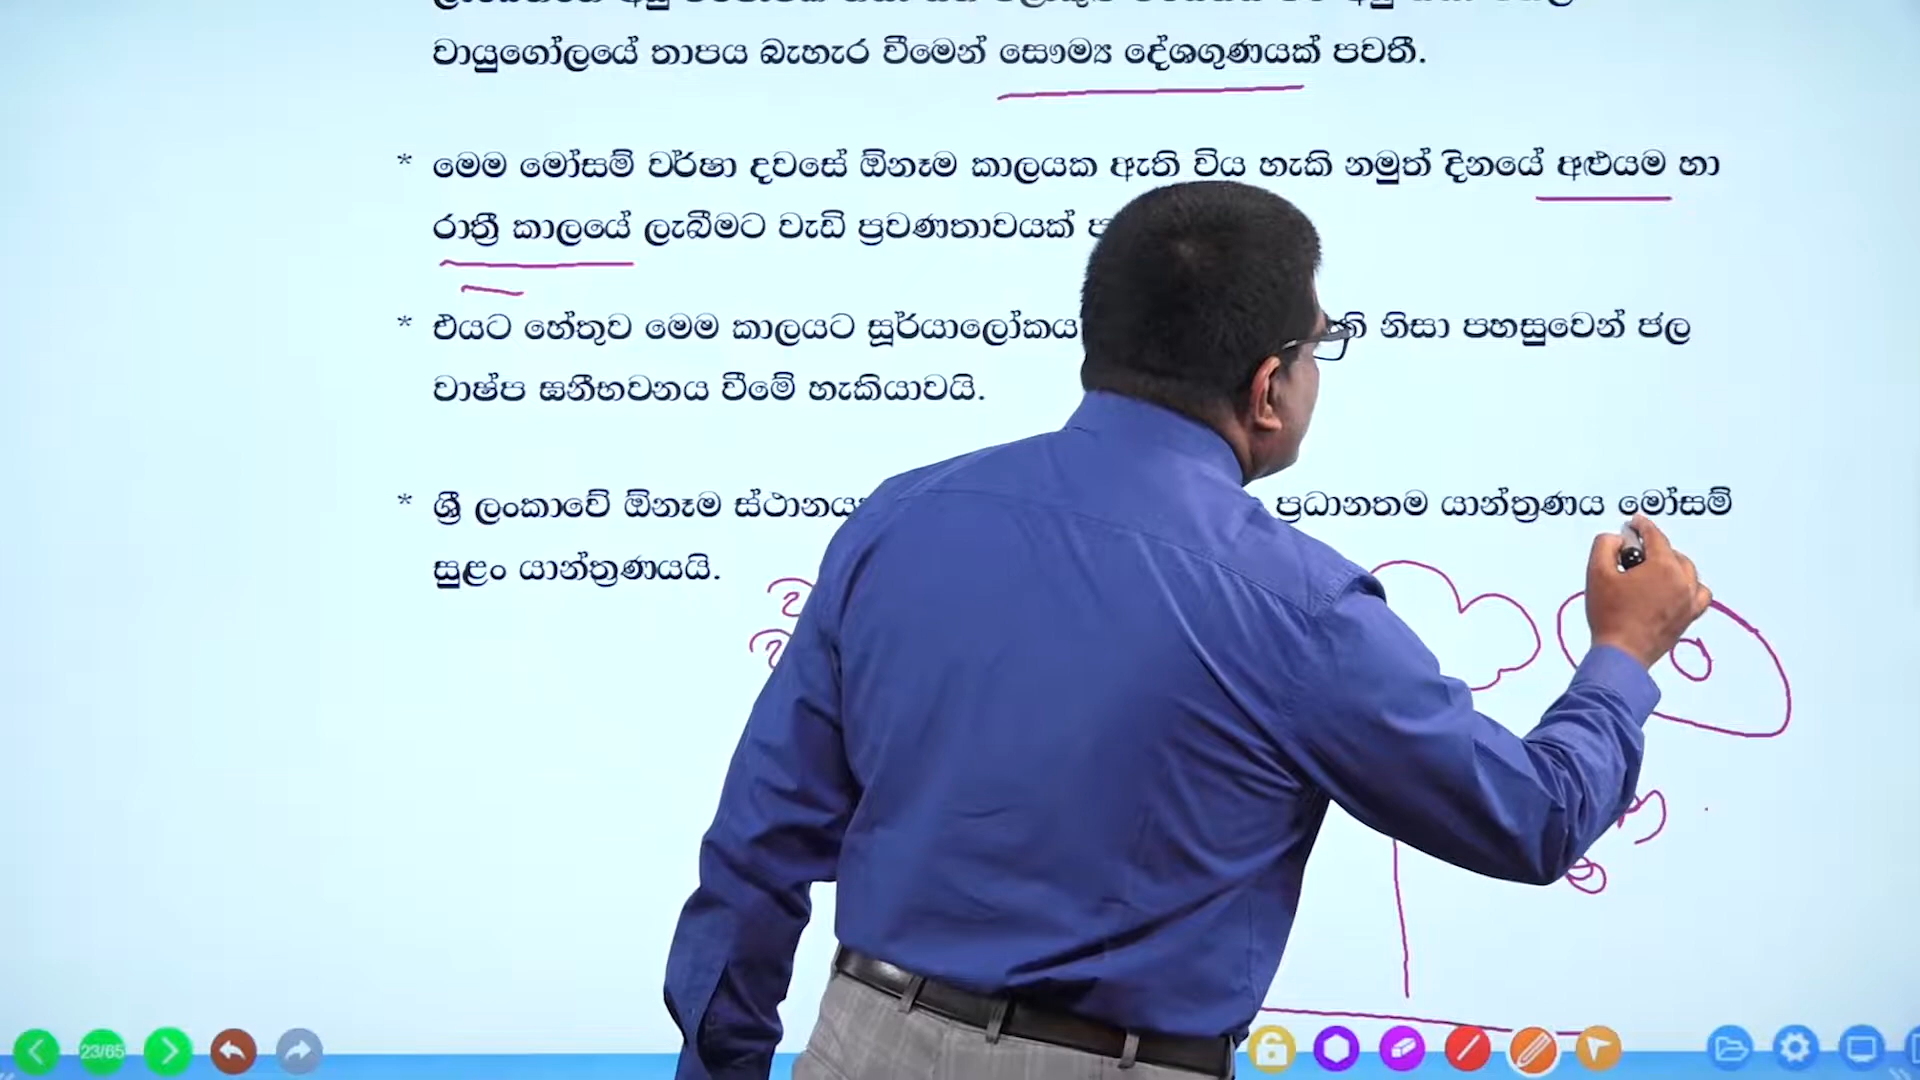 වායුගෝලයේ තාපය බැහැර වීමෙන් සෞම්‍ය දේශගුණයක් පවතී.
* මෙම මෝසම් වර්ෂා දවසේ ඕනෑම කාලයක ඇති විය හැකි නමුත් දිනයේ අළුයම හා
රාත්‍රී කාලයේ ලැබීමට වැඩි ප්‍රවණතාවයක්
* එයට හේතුව මෙම කාලයට සූර්යාලෝකය නිසා පහසුවෙන් ජල
වාෂ්ප ඝනීභවනය වීමේ හැකියාවයි.
* ශ්‍රී ලංකාවේ ඕනෑම ප්‍රධානතම යාන්ත්‍රණය මෝසම්
සුළං යාන්ත්‍රණයයි.
23/65